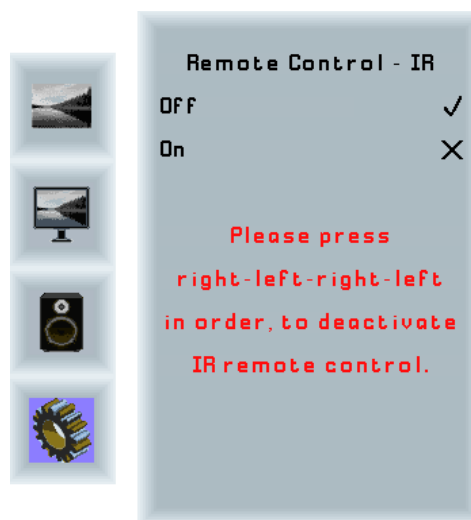 Remote Control - IR
Off
On
Please press
right-left-right-left
in order, to deactivate
IR remote control.